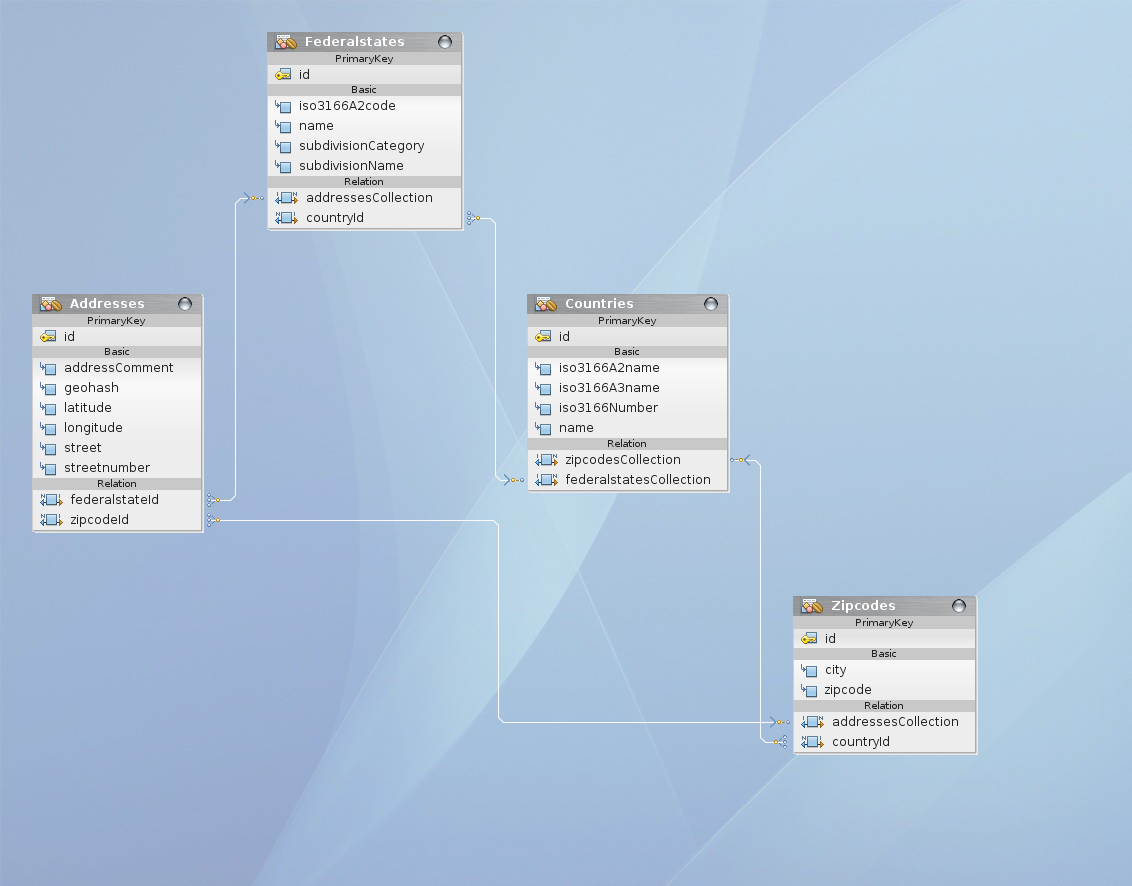 Federalstates
PrimaryKey
id
Basic
iso3166A2code
name
subdivisionCategory
subdivisionName
Relation
addressesCollection
countryId
Addresses
PrimaryKey
id
Basic
addressComment
geohash
latitude
longitude
street
streetnumber
Relation
federalstateId
zipcodeId
Countries
PrimaryKey
id
Basic
iso3166A2name
iso3166A3name
iso3166Number
name
Relation
zipcodesCollection
federalstatesCollection
Zipcodes
PrimaryKey
id
Basic
city
zipcode
Relation
addressesCollection
countryId